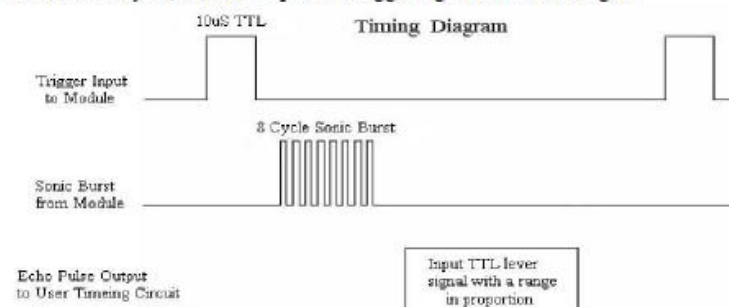 10uS TTL
Timing Diagram
Trigger Input
to Module
8 Cycle Sonic Burst
Sonic Burst
from Module
Echo Pulse Output
to User Timeing Circuit
Input TTL lever
signal with a range
in proportion